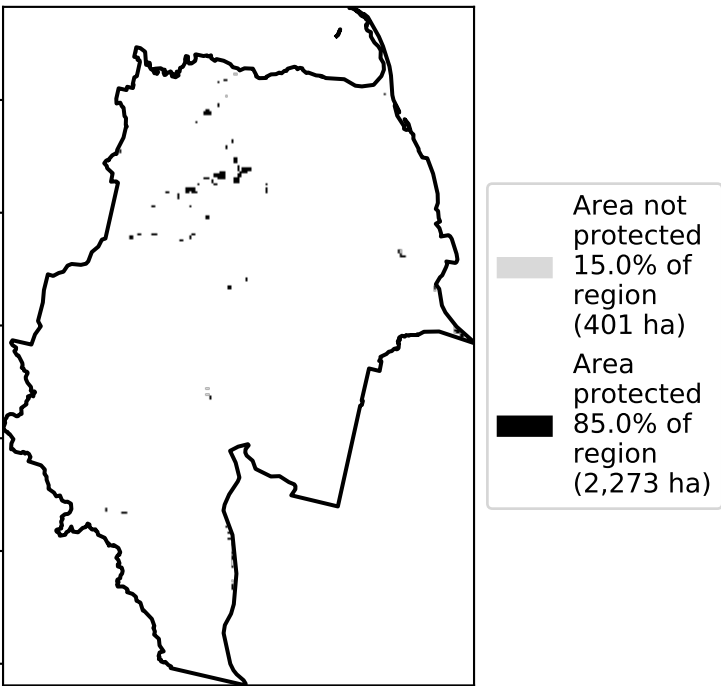 Area not
protected
15.0% of
region
(401 ha)
Area
protected
85.0% of
region
(2,273 ha)